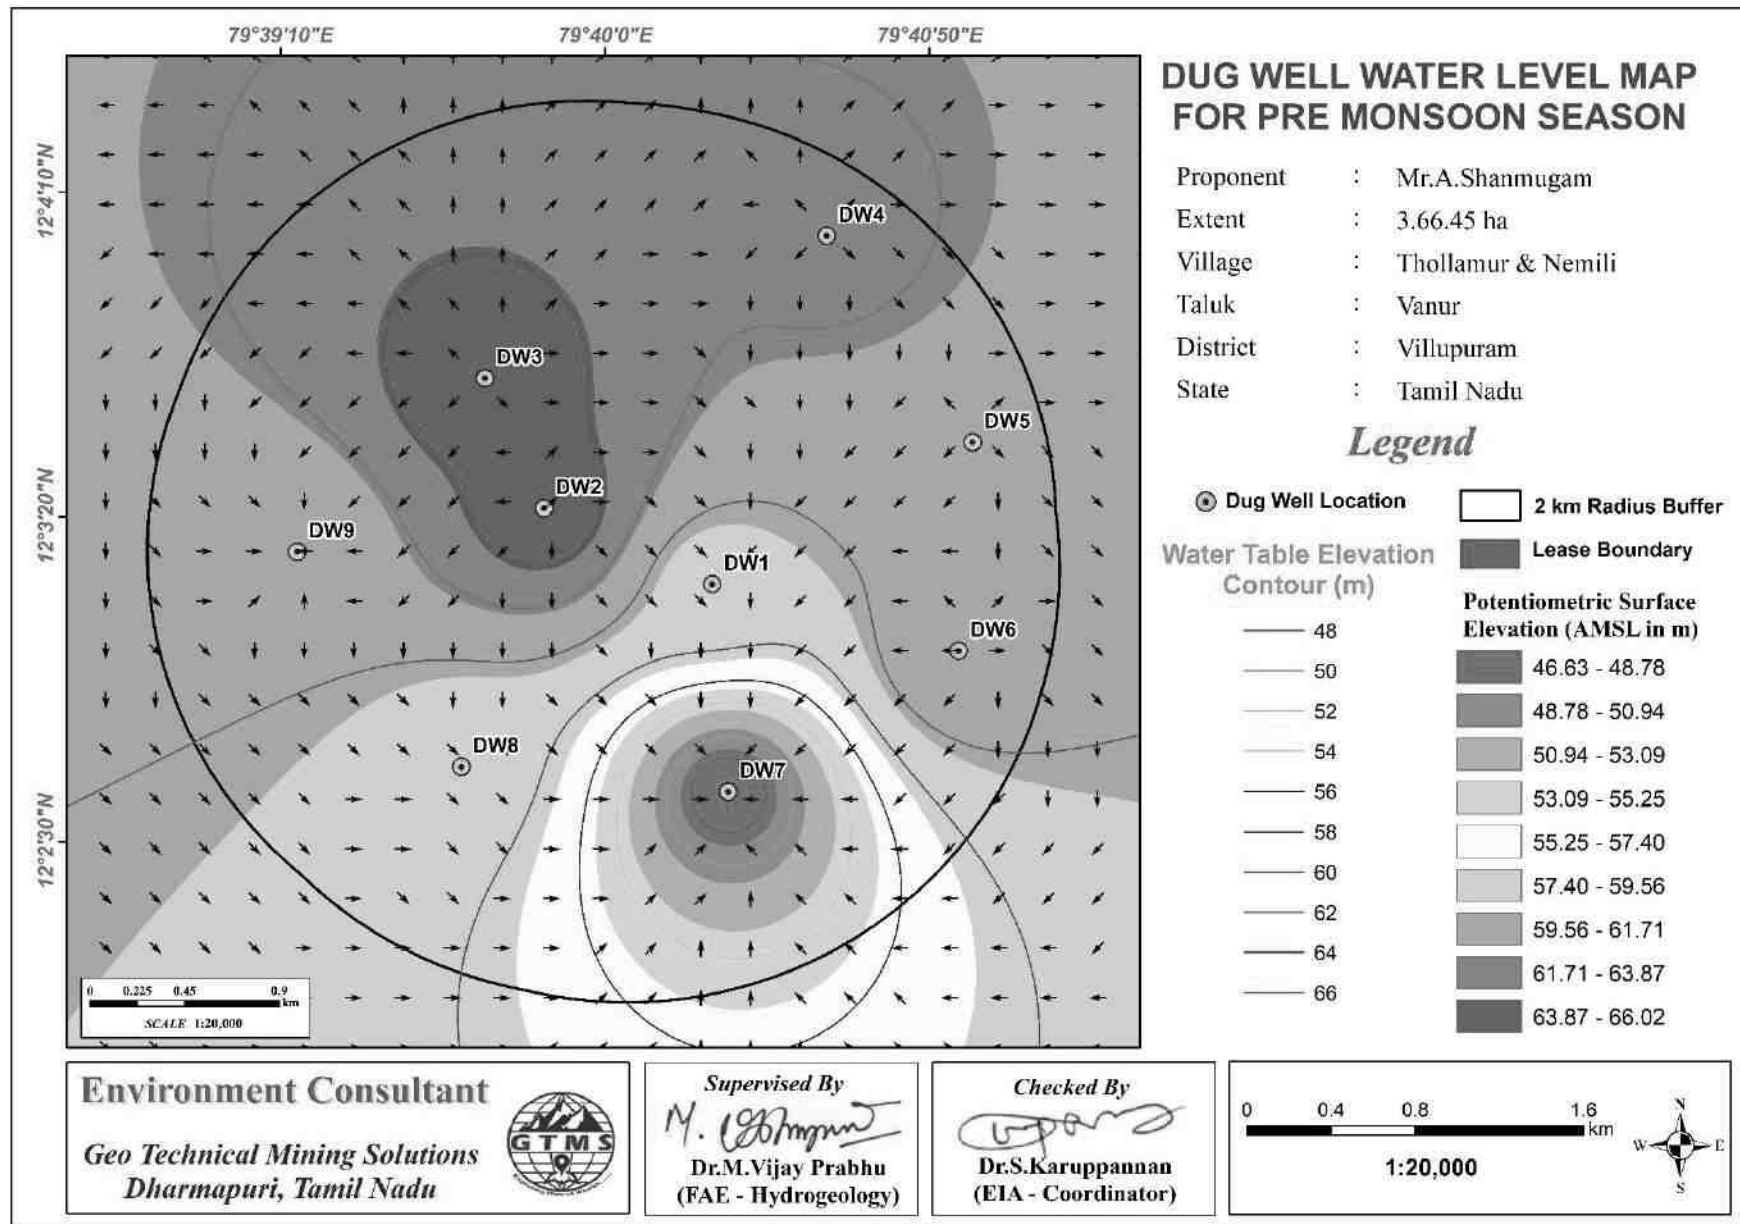 79°39'10"E
79°40'0"E
79°40'50"E
12°4'10"N
12°3'20"N
12°2'30"N
DW4
DW3
DW5
DW2
DW9
DW1
DW6
DW8
DW7
0 0.225 0.45 0.9
km
SCALE 1:20,000
DUG WELL WATER LEVEL MAP
FOR PRE MONSOON SEASON
Proponent : Mr.A.Shanmugam
Extent : 3.66.45 ha
Village : Thollamur & Nemili
Taluk : Vanur
District : Villupuram
State : Tamil Nadu
Legend
Dug Well Location
2 km Radius Buffer
Lease Boundary
Water Table Elevation
Contour (m)
48
50
52
54
56
58
60
62
64
66
Potentiometric Surface
Elevation (AMSL in m)
46.63 - 48.78
48.78 - 50.94
50.94 - 53.09
53.09 - 55.25
55.25 - 57.40
57.40 - 59.56
59.56 - 61.71
61.71 - 63.87
63.87 - 66.02
Environment Consultant
Geo Technical Mining Solutions
Dharmapuri, Tamil Nadu
GTMS
Supervised By
Dr.M.Vijay Prabhu
(FAE - Hydrogeology)
Checked By
Dr.S.Karuppannan
(EIA - Coordinator)
0 0.4 0.8 1.6
km
1:20,000
N
W E
S